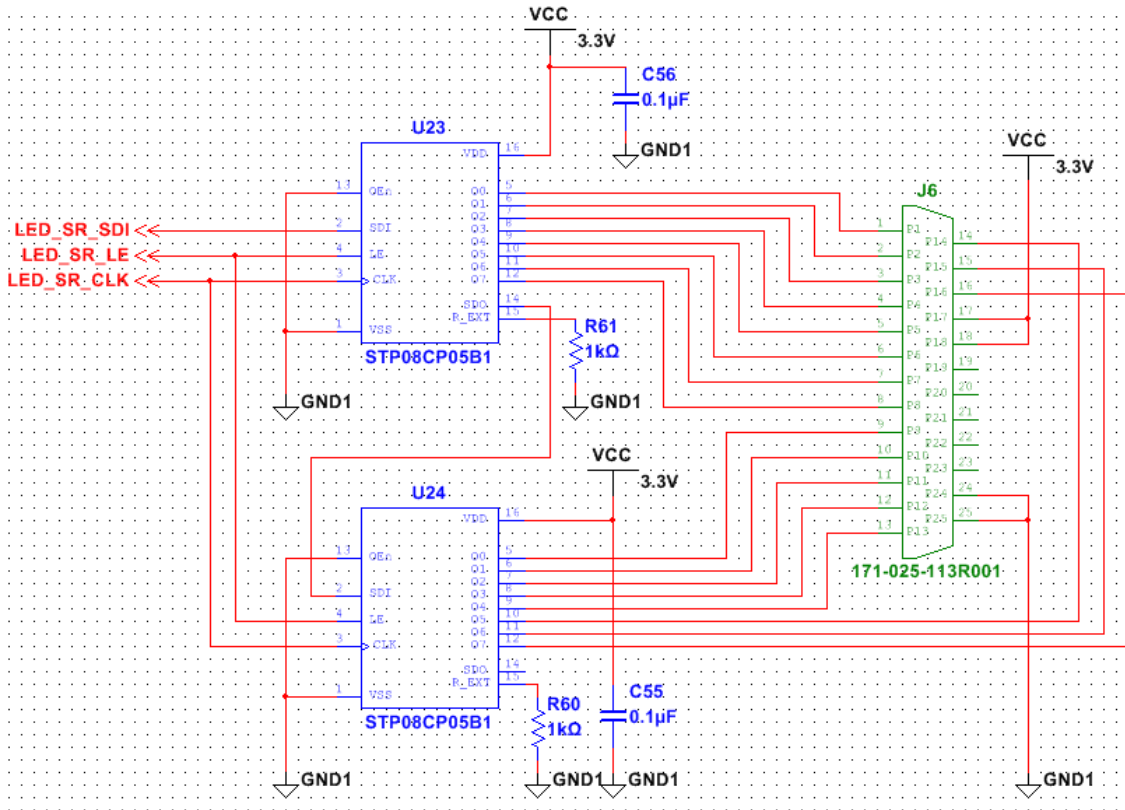 VCC
3.3V
C56
0.1µF
GND1
U23
VDD 16
13 OEn
2 SDI
4 LE
3 CLK
1 VSS
Q0 5
Q1 6
Q2 7
Q3 8
Q4 9
Q5 10
Q6 11
Q7 12
SDO 14
R_EXT 15
STP08CP05B1
LED_SR_SDI
LED_SR_LE
LED_SR_CLK
R61
1kΩ
GND1
GND1
VCC
3.3V
J6
1 P1
2 P2
3 P3
4 P4
5 P5
6 P6
7 P7
8 P8
9 P9
10 P10
11 P11
12 P12
13 P13
P14 14
P15 15
P16 16
P17 17
P18 18
P19 19
P20 20
P21 21
P22 22
P23 23
P24 24
P25 25
171-025-113R001
VCC
3.3V
U24
VDD 16
13 OEn
2 SDI
4 LE
3 CLK
1 VSS
Q0 5
Q1 6
Q2 7
Q3 8
Q4 9
Q5 10
Q6 11
Q7 12
SDO 14
R_EXT 15
STP08CP05B1
R60
1kΩ
C55
0.1µF
GND1
GND1
GND1
GND1